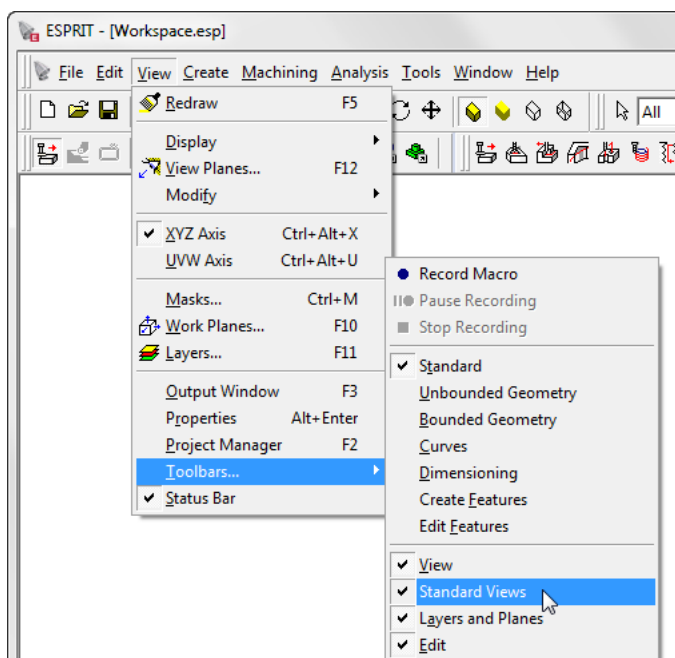 ESPRIT - [Workspace.esp]
File Edit View Create Machining Analysis Tools Window Help
All
Redraw F5
Display
View Planes... F12
Modify
XYZ Axis Ctrl+Alt+X
UVW Axis Ctrl+Alt+U
Masks... Ctrl+M
Work Planes... F10
Layers... F11
Output Window F3
Properties Alt+Enter
Project Manager F2
Toolbars...
Status Bar
Record Macro
Pause Recording
Stop Recording
Standard
Unbounded Geometry
Bounded Geometry
Curves
Dimensioning
Create Features
Edit Features
View
Standard Views
Layers and Planes
Edit